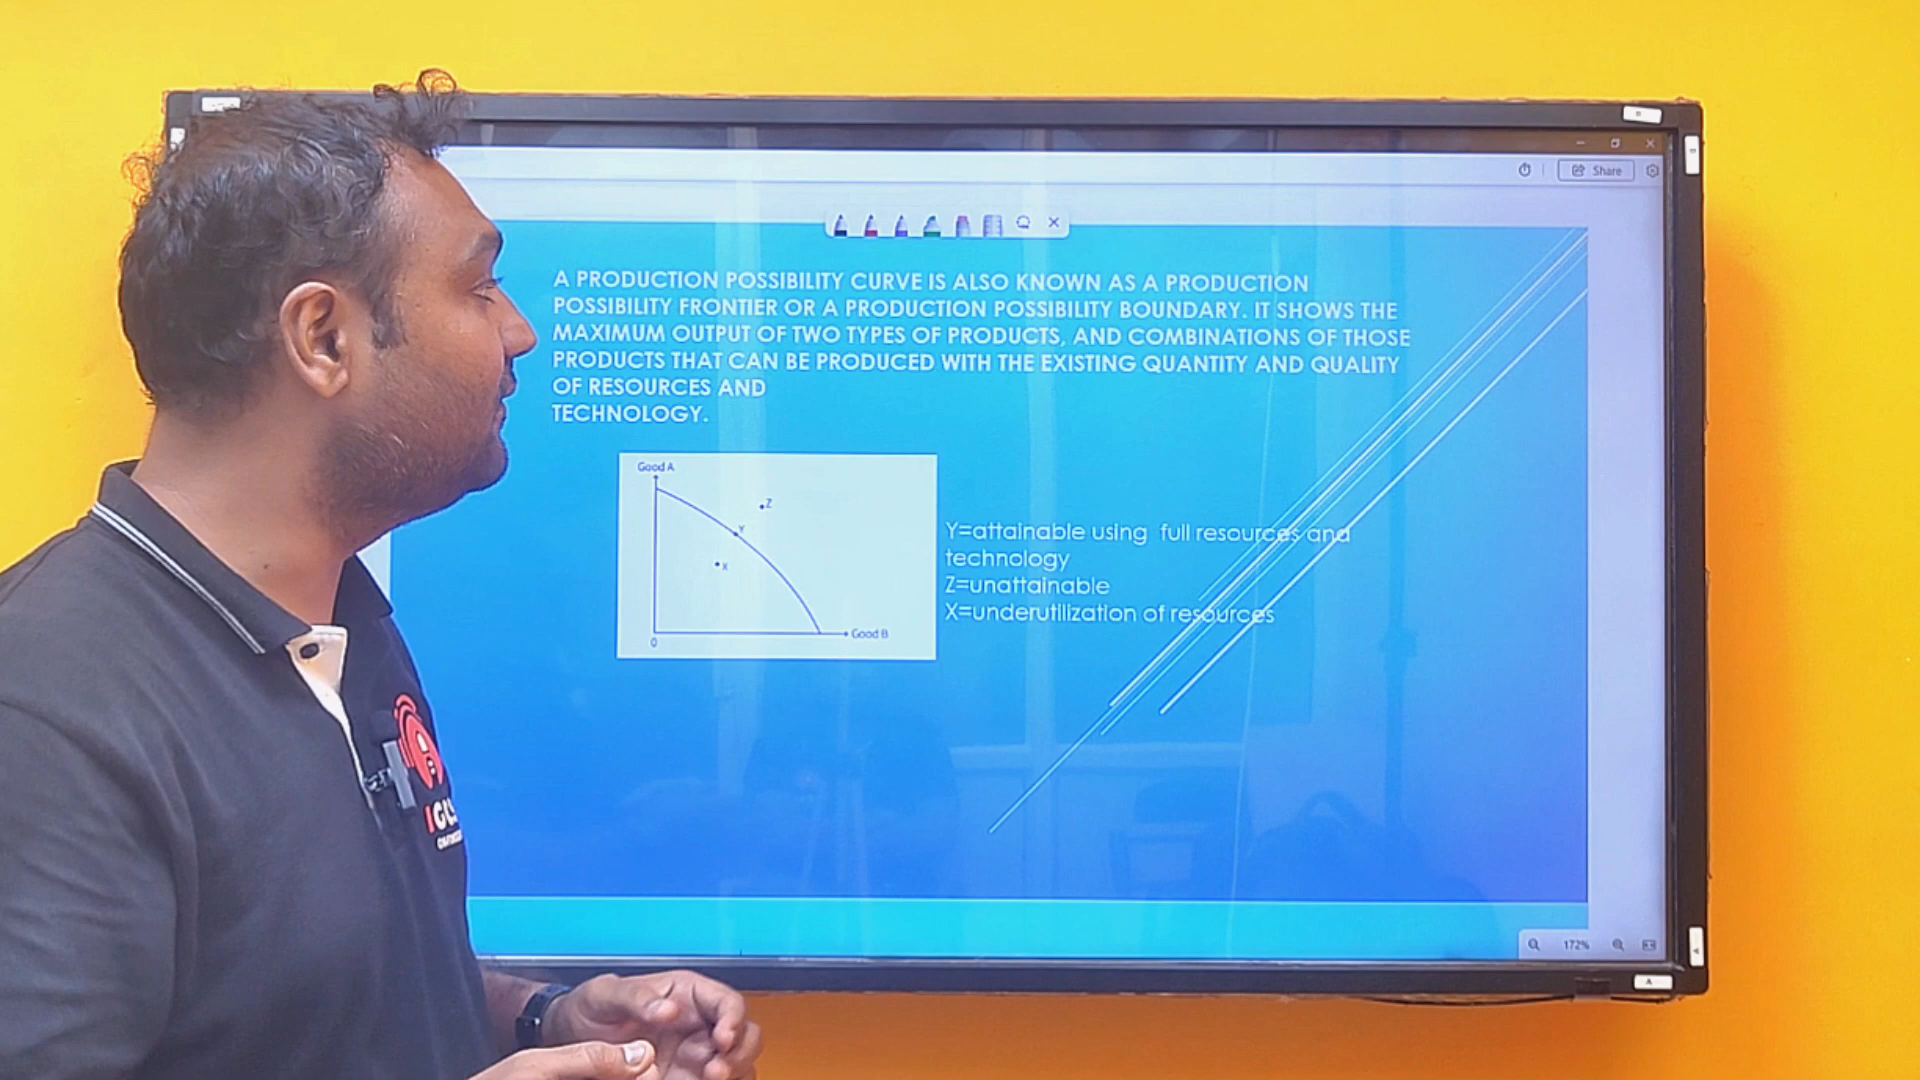 Share
A PRODUCTION POSSIBILITY CURVE IS ALSO KNOWN AS A PRODUCTION
POSSIBILITY FRONTIER OR A PRODUCTION POSSIBILITY BOUNDARY. IT SHOWS THE
MAXIMUM OUTPUT OF TWO TYPES OF PRODUCTS, AND COMBINATIONS OF THOSE
PRODUCTS THAT CAN BE PRODUCED WITH THE EXISTING QUANTITY AND QUALITY
OF RESOURCES AND
TECHNOLOGY.
Good A
Z
Y
X
Good B
0
Y=attainable using full resources and
technology
Z=unattainable
X=underutilization of resources
172%